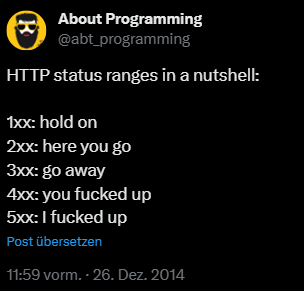 About Programming
@abt_programming
HTTP status ranges in a nutshell:
1xx: hold on
2xx: here you go
3xx: go away
4xx: you fucked up
5xx: I fucked up
Post übersetzen
11:59 vorm. · 26. Dez. 2014